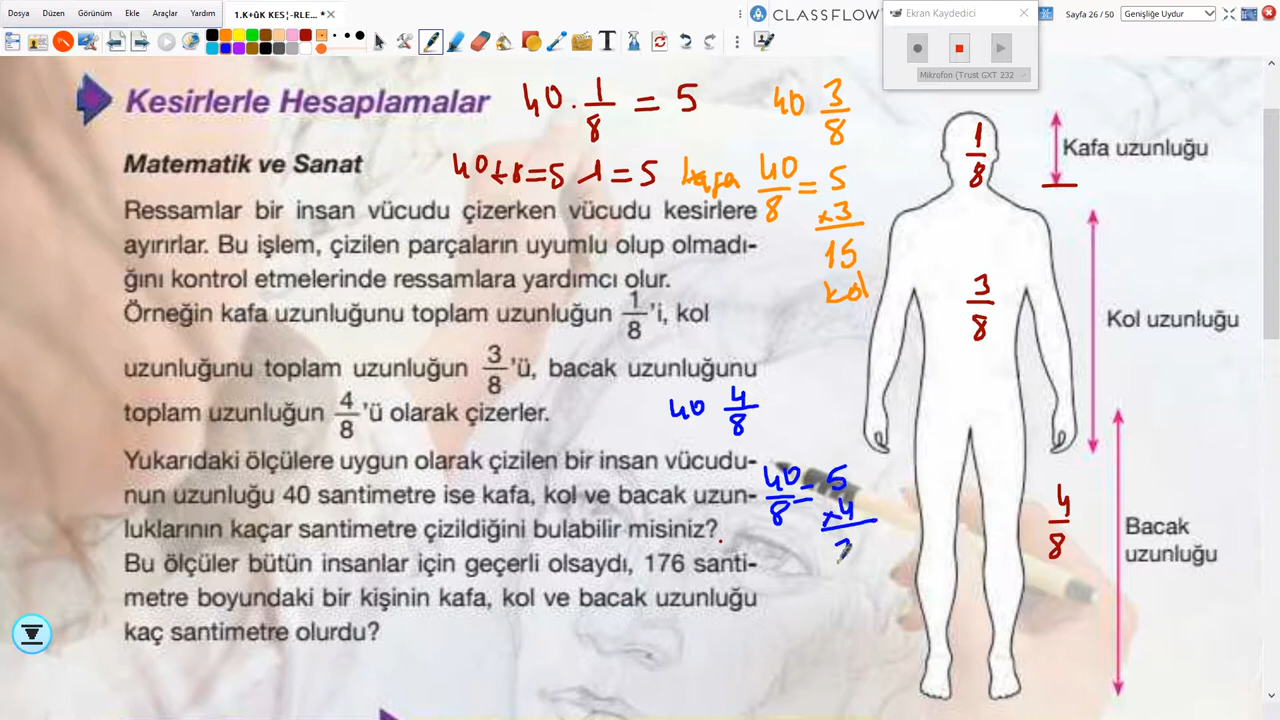 Dosya Düzen Görünüm Ekle Araçlar Yardım
1.K+ûK KES¦-RLE... *
CLASSFLOW
Ekran Kaydedici
Sayfa 26 / 50
Genişliğe Uydur
Mikrofon (Trust GXT 232
Kesirlerle Hesaplamalar
40 . 1/8 = 5
40 3/8
Matematik ve Sanat
40÷8=5 .1=5
kafa 40/8 = 5
x3
15
kol
Ressamlar bir insan vücudu çizerken vücudu kesirlere
ayırırlar. Bu işlem, çizilen parçaların uyumlu olup olmadı-
ğını kontrol etmelerinde ressamlara yardımcı olur.
Örneğin kafa uzunluğunu toplam uzunluğun 1/8'i, kol
uzunluğunu toplam uzunluğun 3/8'ü, bacak uzunluğunu
toplam uzunluğun 4/8'ü olarak çizerler.
40 4/8
Yukarıdaki ölçülere uygun olarak çizilen bir insan vücudu-
nun uzunluğu 40 santimetre ise kafa, kol ve bacak uzun-
luklarının kaçar santimetre çizildiğini bulabilir misiniz?
40/8 = 5
x4
Bu ölçüler bütün insanlar için geçerli olsaydı, 176 santi-
metre boyundaki bir kişinin kafa, kol ve bacak uzunluğu
kaç santimetre olurdu?
1/8
Kafa uzunluğu
3/8
Kol uzunluğu
4/8
Bacak
uzunluğu